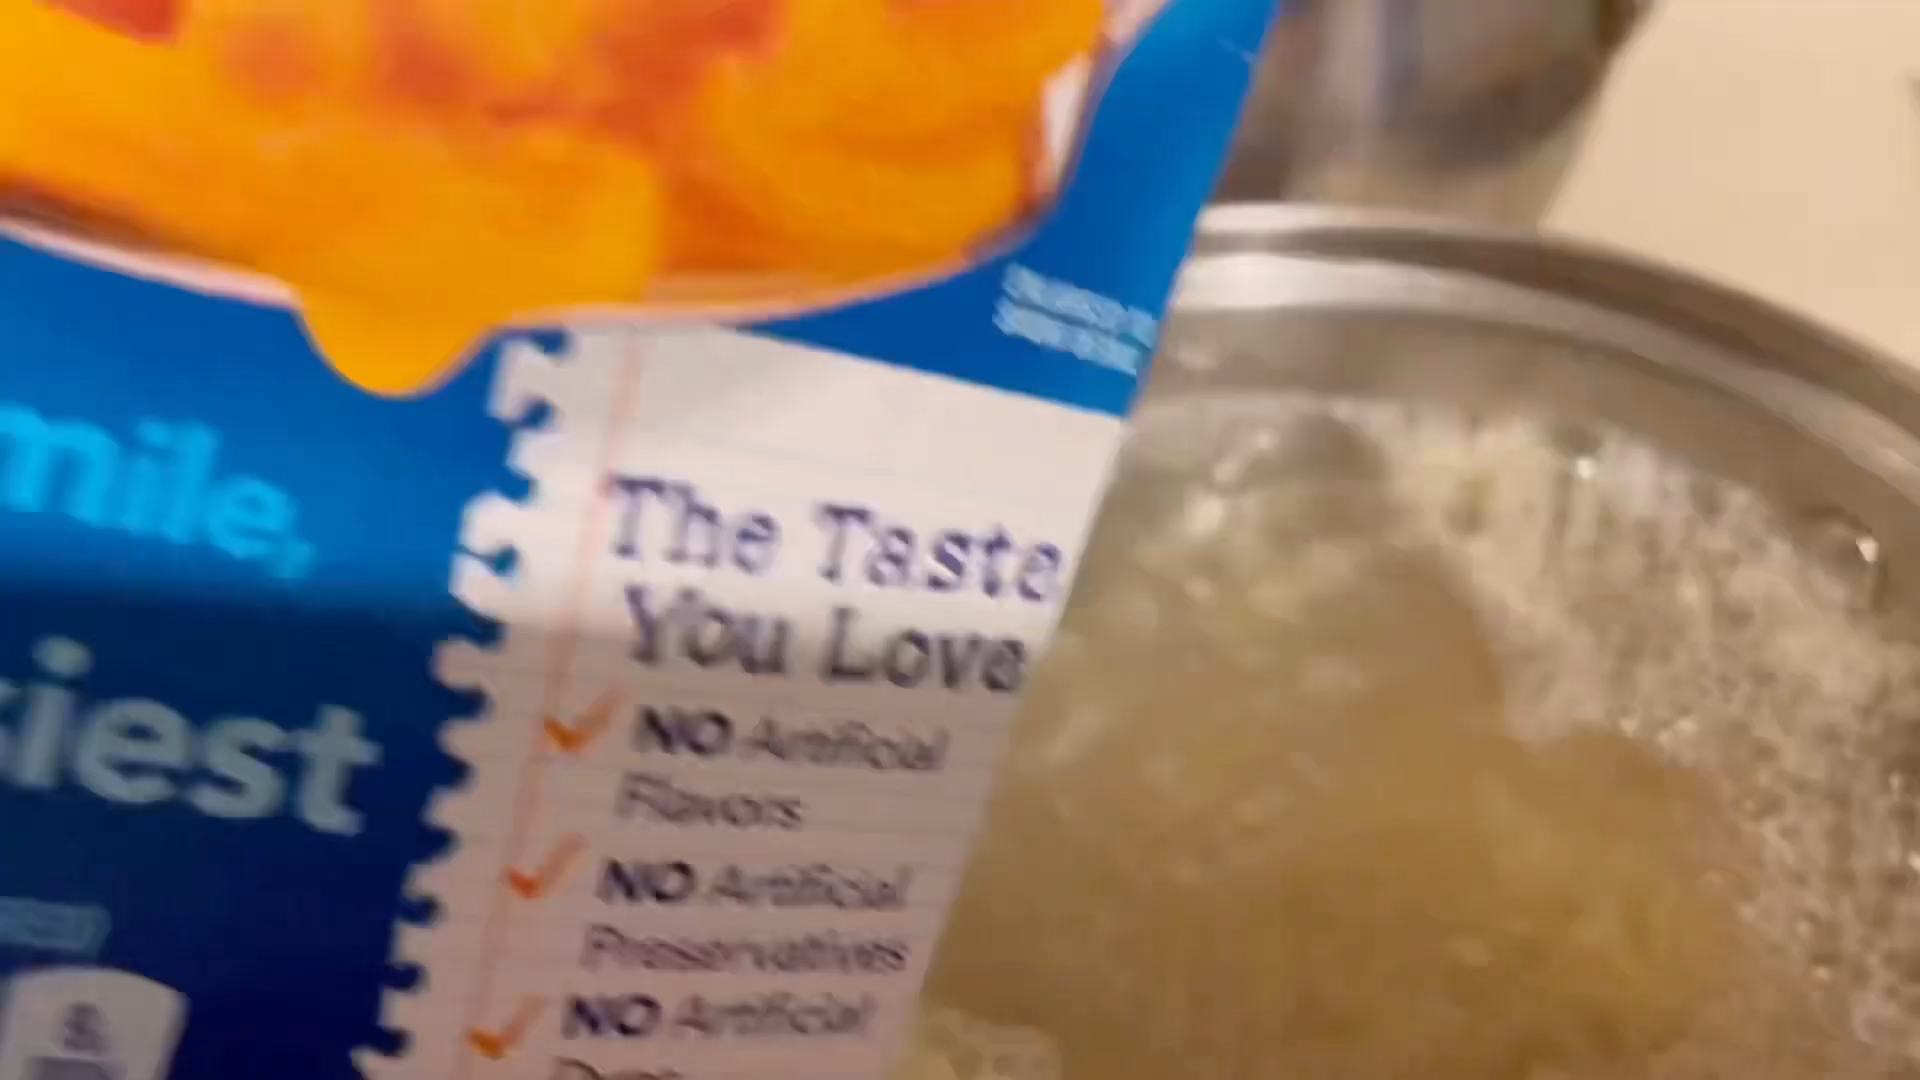 mile,
iest
The Taste
You Love
NO Artificial
Flavors
NO Artificial
Preservatives
NO Artificial